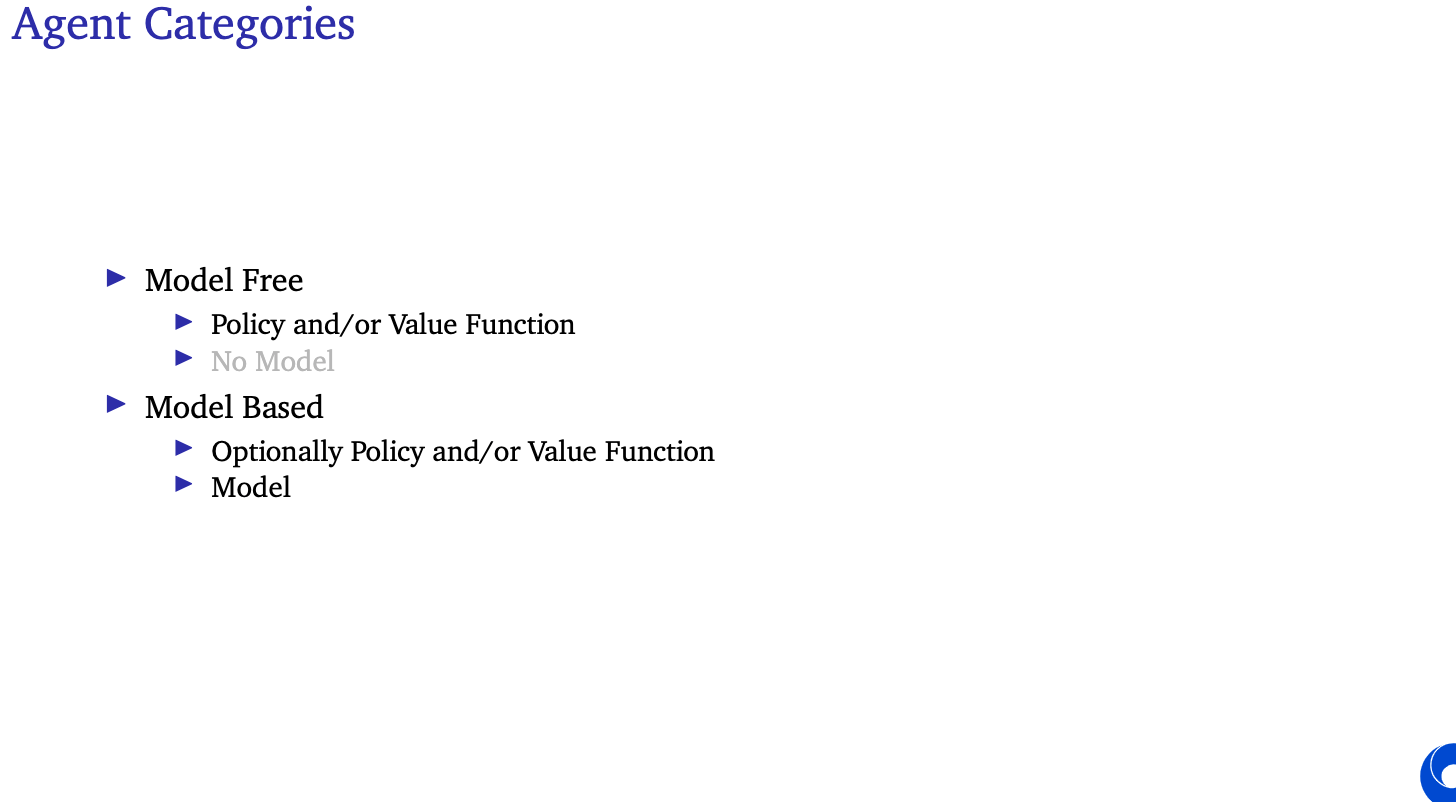 Agent Categories
Model Free
Policy and/or Value Function
No Model
Model Based
Optionally Policy and/or Value Function
Model